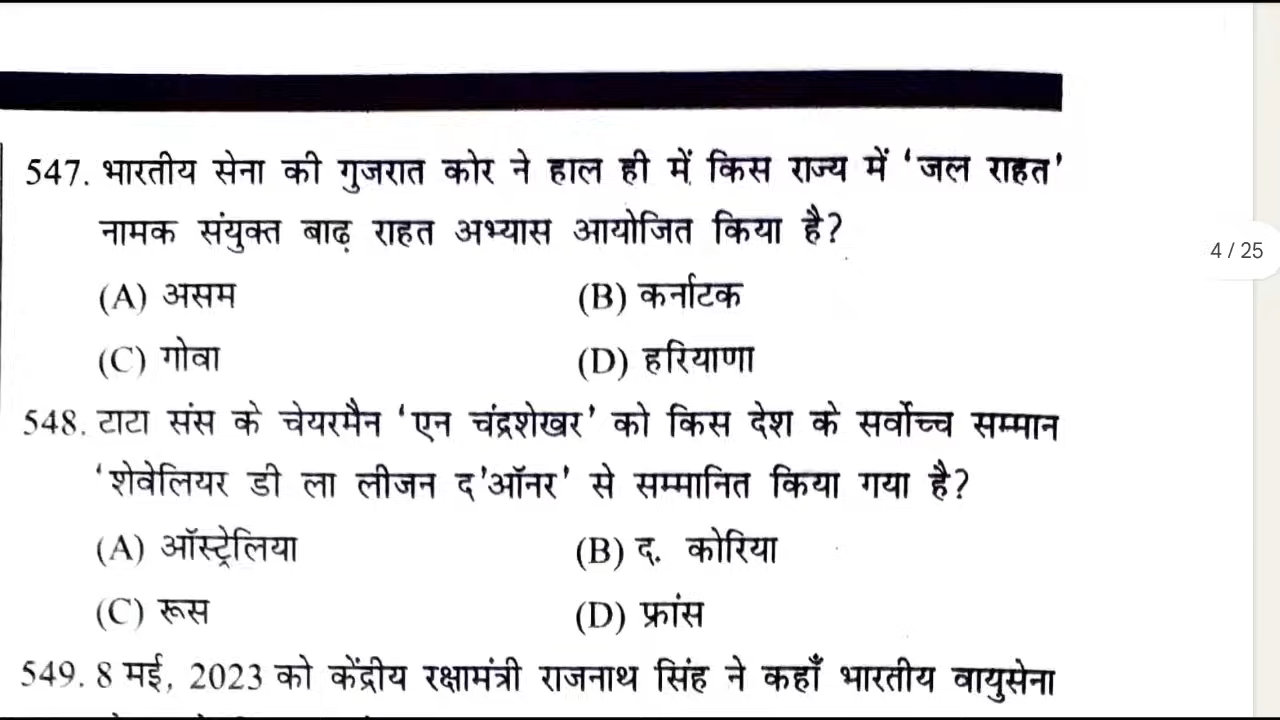 547. भारतीय सेना की गुजरात कोर ने हाल ही में किस राज्य में ‘जल राहत’
नामक संयुक्त बाढ़ राहत अभ्यास आयोजित किया है?
(A) असम (B) कर्नाटक
(C) गोवा (D) हरियाणा
4 / 25
548. टाटा संस के चेयरमैन ‘एन चंद्रशेखर’ को किस देश के सर्वोच्च सम्मान
‘शेवेलियर डी ला लीजन द’ऑनर’ से सम्मानित किया गया है?
(A) ऑस्ट्रेलिया (B) द. कोरिया
(C) रूस (D) फ्रांस
549. 8 मई, 2023 को केंद्रीय रक्षामंत्री राजनाथ सिंह ने कहाँ भारतीय वायुसेना